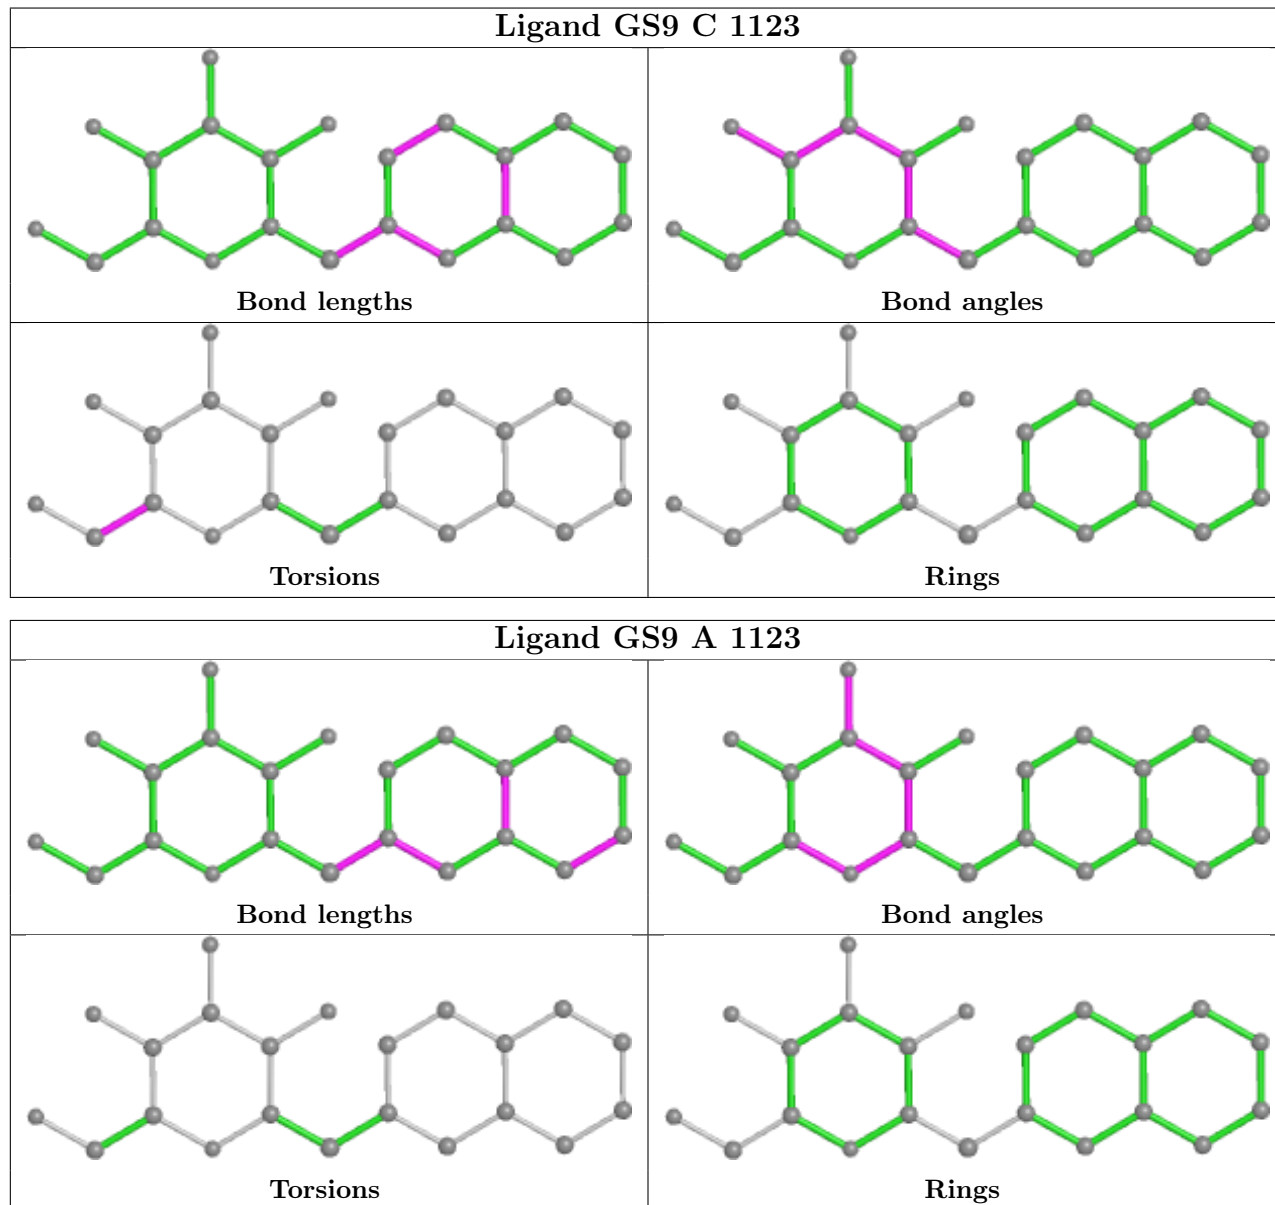 Ligand GS9 C 1123
Bond lengths
Bond angles
Torsions
Rings
Ligand GS9 A 1123
Bond lengths
Bond angles
Torsions
Rings